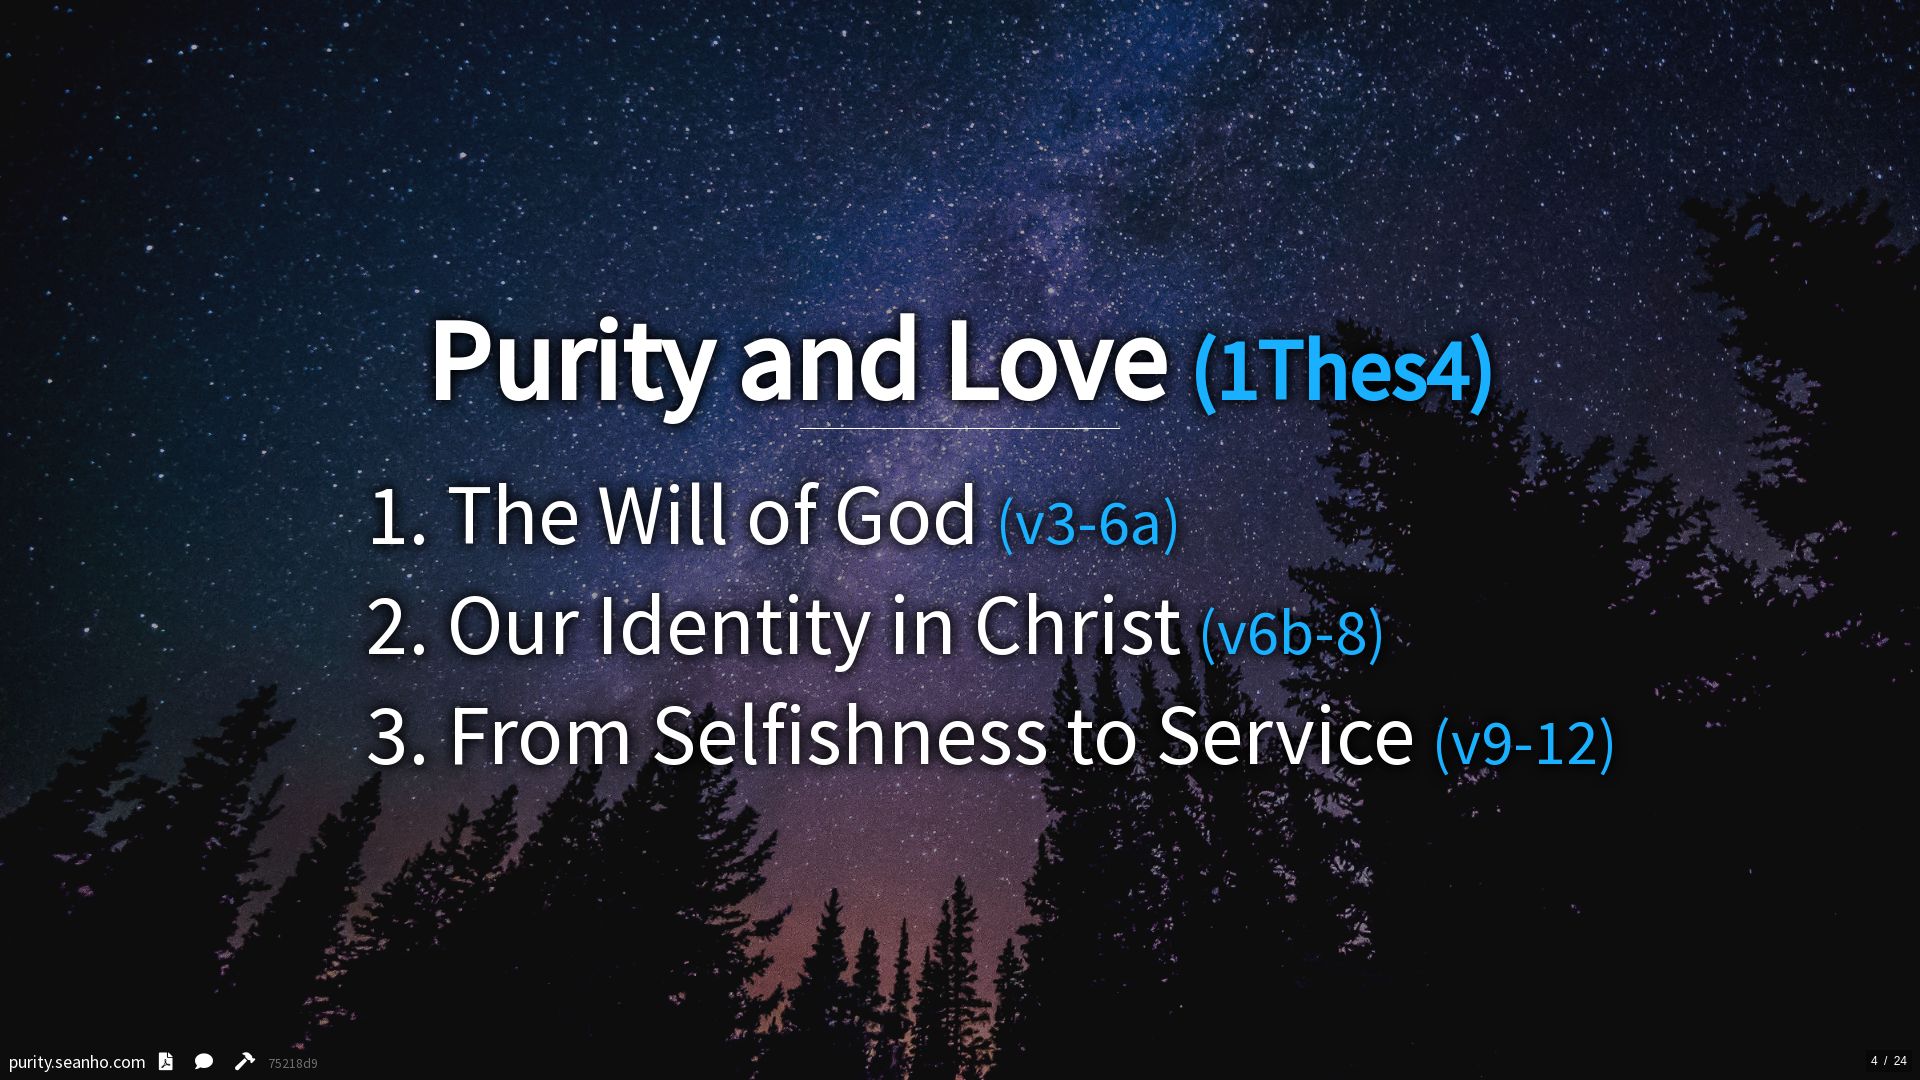 Purity and Love (1Thes4)
1. The Will of God (v3-6a)
2. Our Identity in Christ (v6b-8)
3. From Selfishness to Service (v9-12)
purity.seanho.com 75218d9
4 / 24